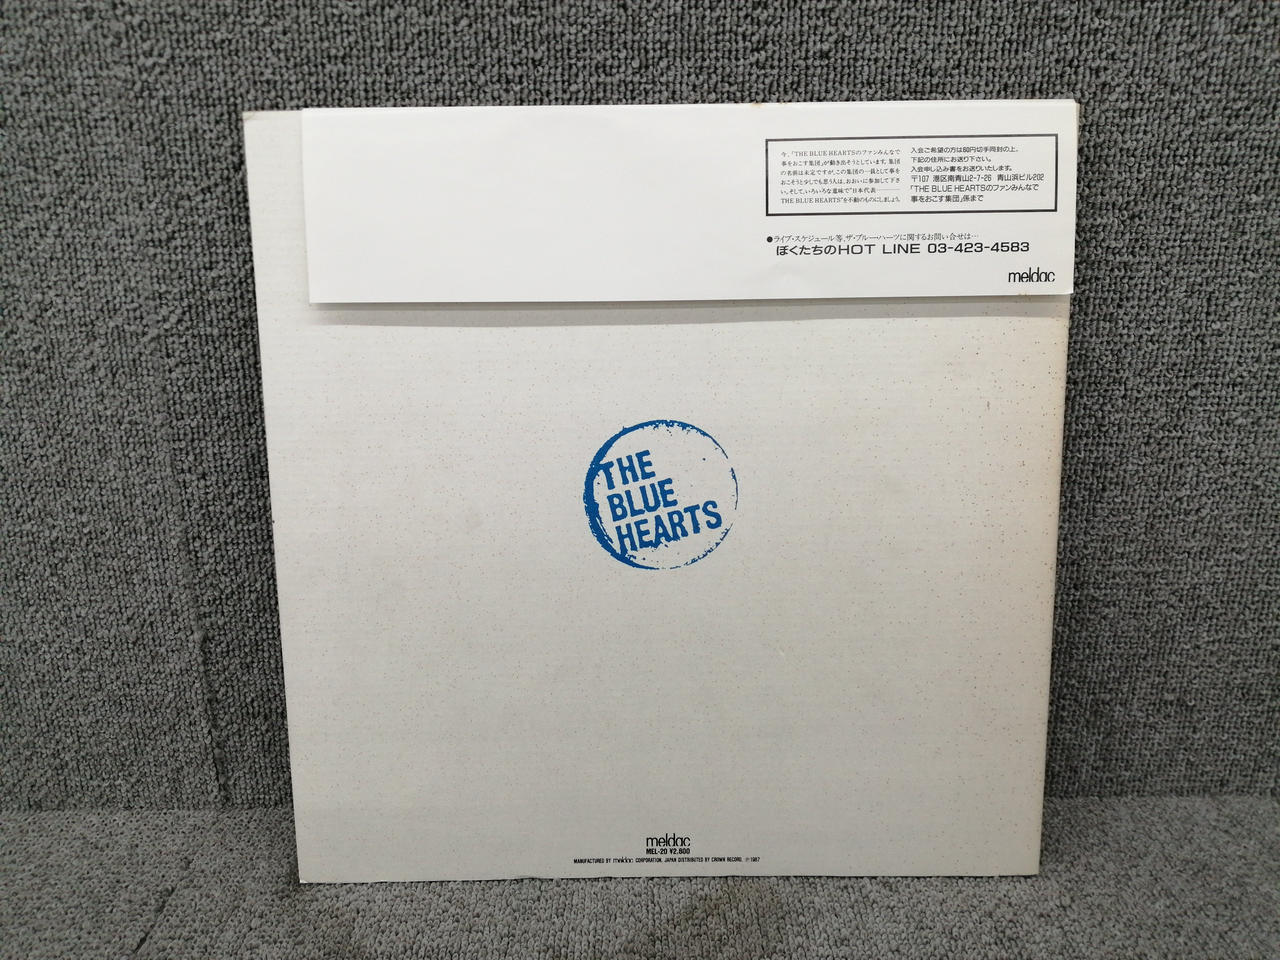 今、「THE BLUE HEARTSのファンみんなで
事をおこす集団」が動き出そうとしています。集団
の名前は未定ですが、この集団の一員として事を
おこそうと少しでも思う人は、おおいに参加して下さ
い。そして、いろいろな意味で"日本代表————
THE BLUE HEARTS"を不動のものにしましょう。
入会ご希望の方は60円切手同封の上、
下記の住所にお送り下さい。
入会申し込み書をお送りいたします。
〒107 港区南青山2-7-26 青山浜ビル202
「THE BLUE HEARTSのファンみんなで
事をおこす集団」係まで
●ライブ・スケジュール等、ザ・ブルーハーツに関するお問い合せは…
ぼくたちのHOT LINE 03-423-4583
meldac
THE
BLUE
HEARTS
meldac
MEL-20 ¥2,800
MANUFACTURED BY meldac CORPORATION, JAPAN DISTRIBUTED BY CROWN RECORD. Ⓟ1987